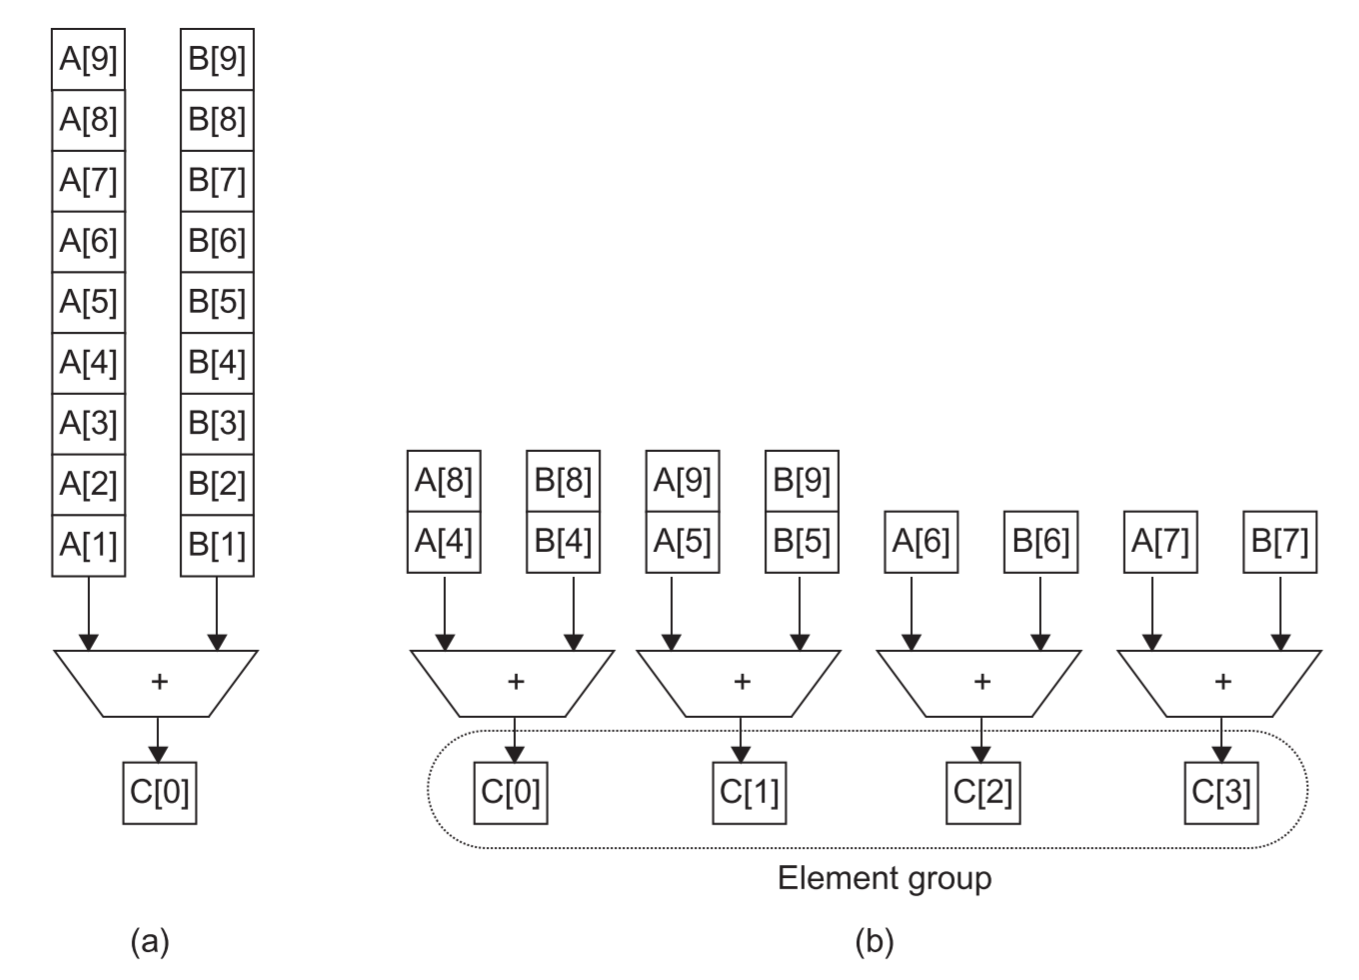 A[9] B[9]
A[8] B[8]
A[7] B[7]
A[6] B[6]
A[5] B[5]
A[4] B[4]
A[3] B[3]
A[2] B[2]
A[1] B[1]
+
C[0]
(a)
A[8] B[8] A[9] B[9]
A[4] B[4] A[5] B[5] A[6] B[6] A[7] B[7]
+ + + +
C[0] C[1] C[2] C[3]
Element group
(b)